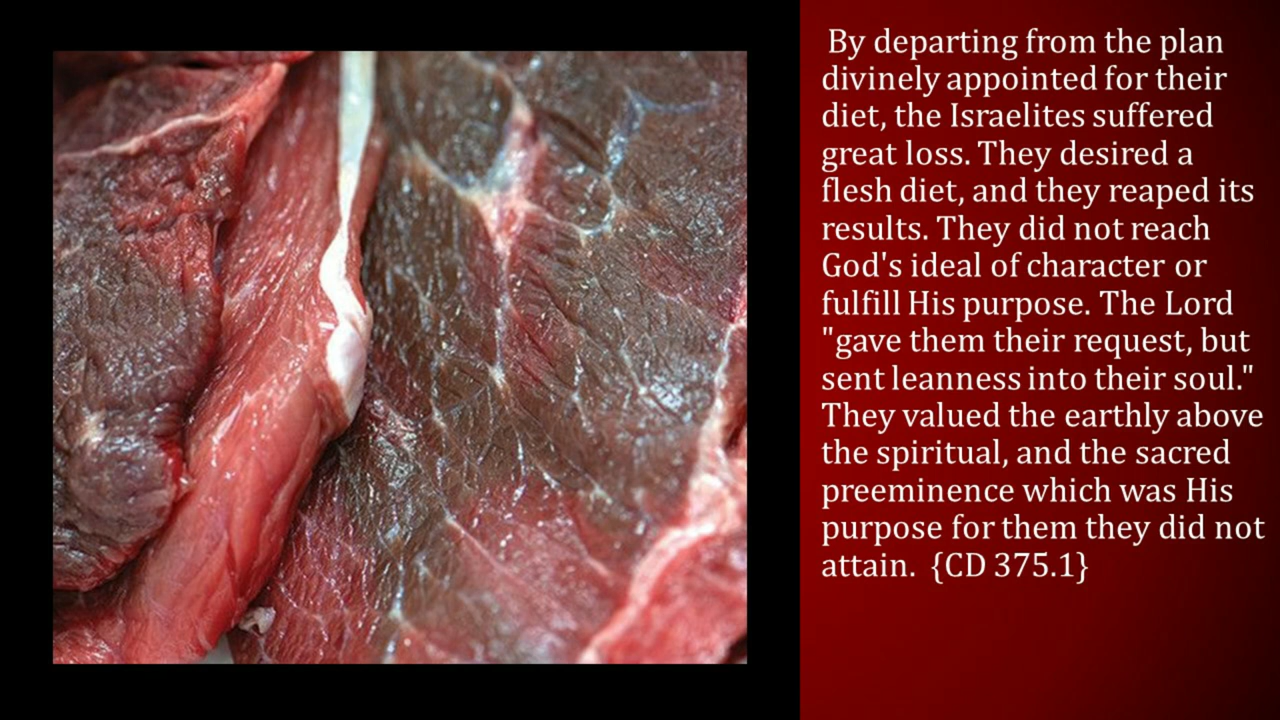 By departing from the plan
divinely appointed for their
diet, the Israelites suffered
great loss. They desired a
flesh diet, and they reaped its
results. They did not reach
God's ideal of character or
fulfill His purpose. The Lord
"gave them their request, but
sent leanness into their soul."
They valued the earthly above
the spiritual, and the sacred
preeminence which was His
purpose for them they did not
attain. {CD 375.1}